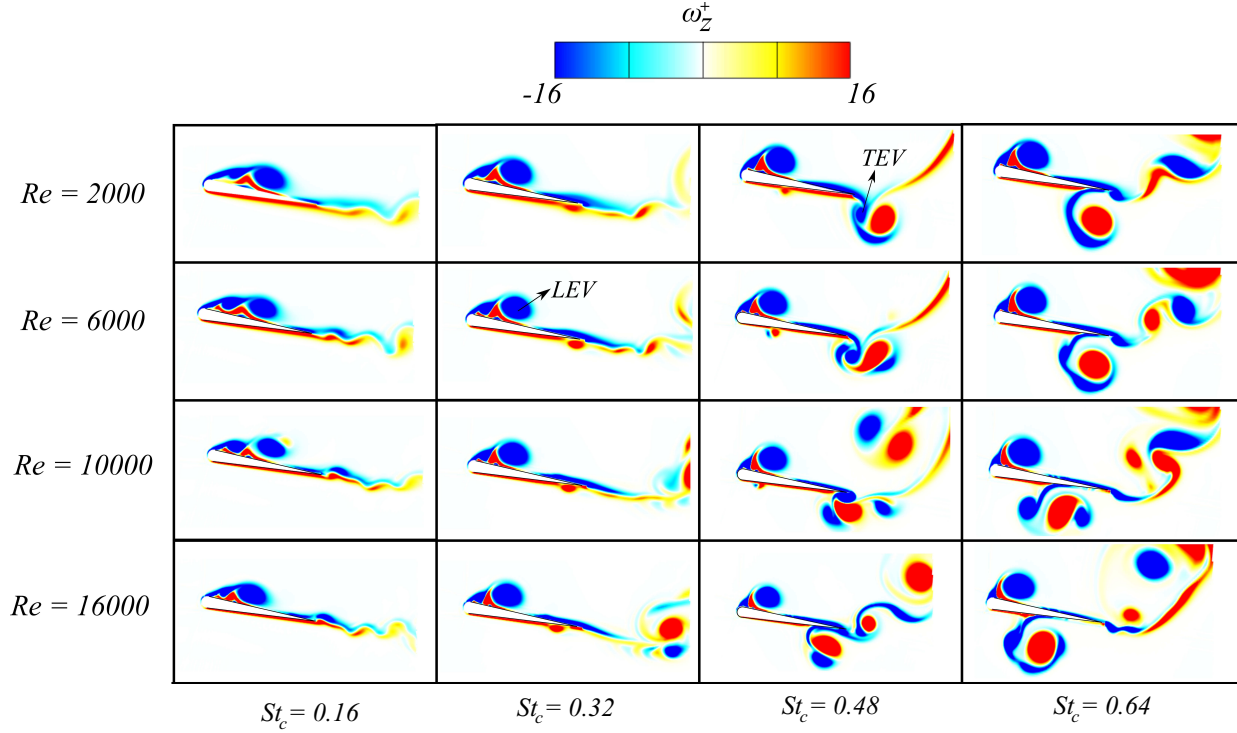 ω_z^+
-16 16
Re = 2000
TEV
Re = 6000
LEV
Re = 10000
Re = 16000
St_c = 0.16 St_c = 0.32 St_c = 0.48 St_c = 0.64